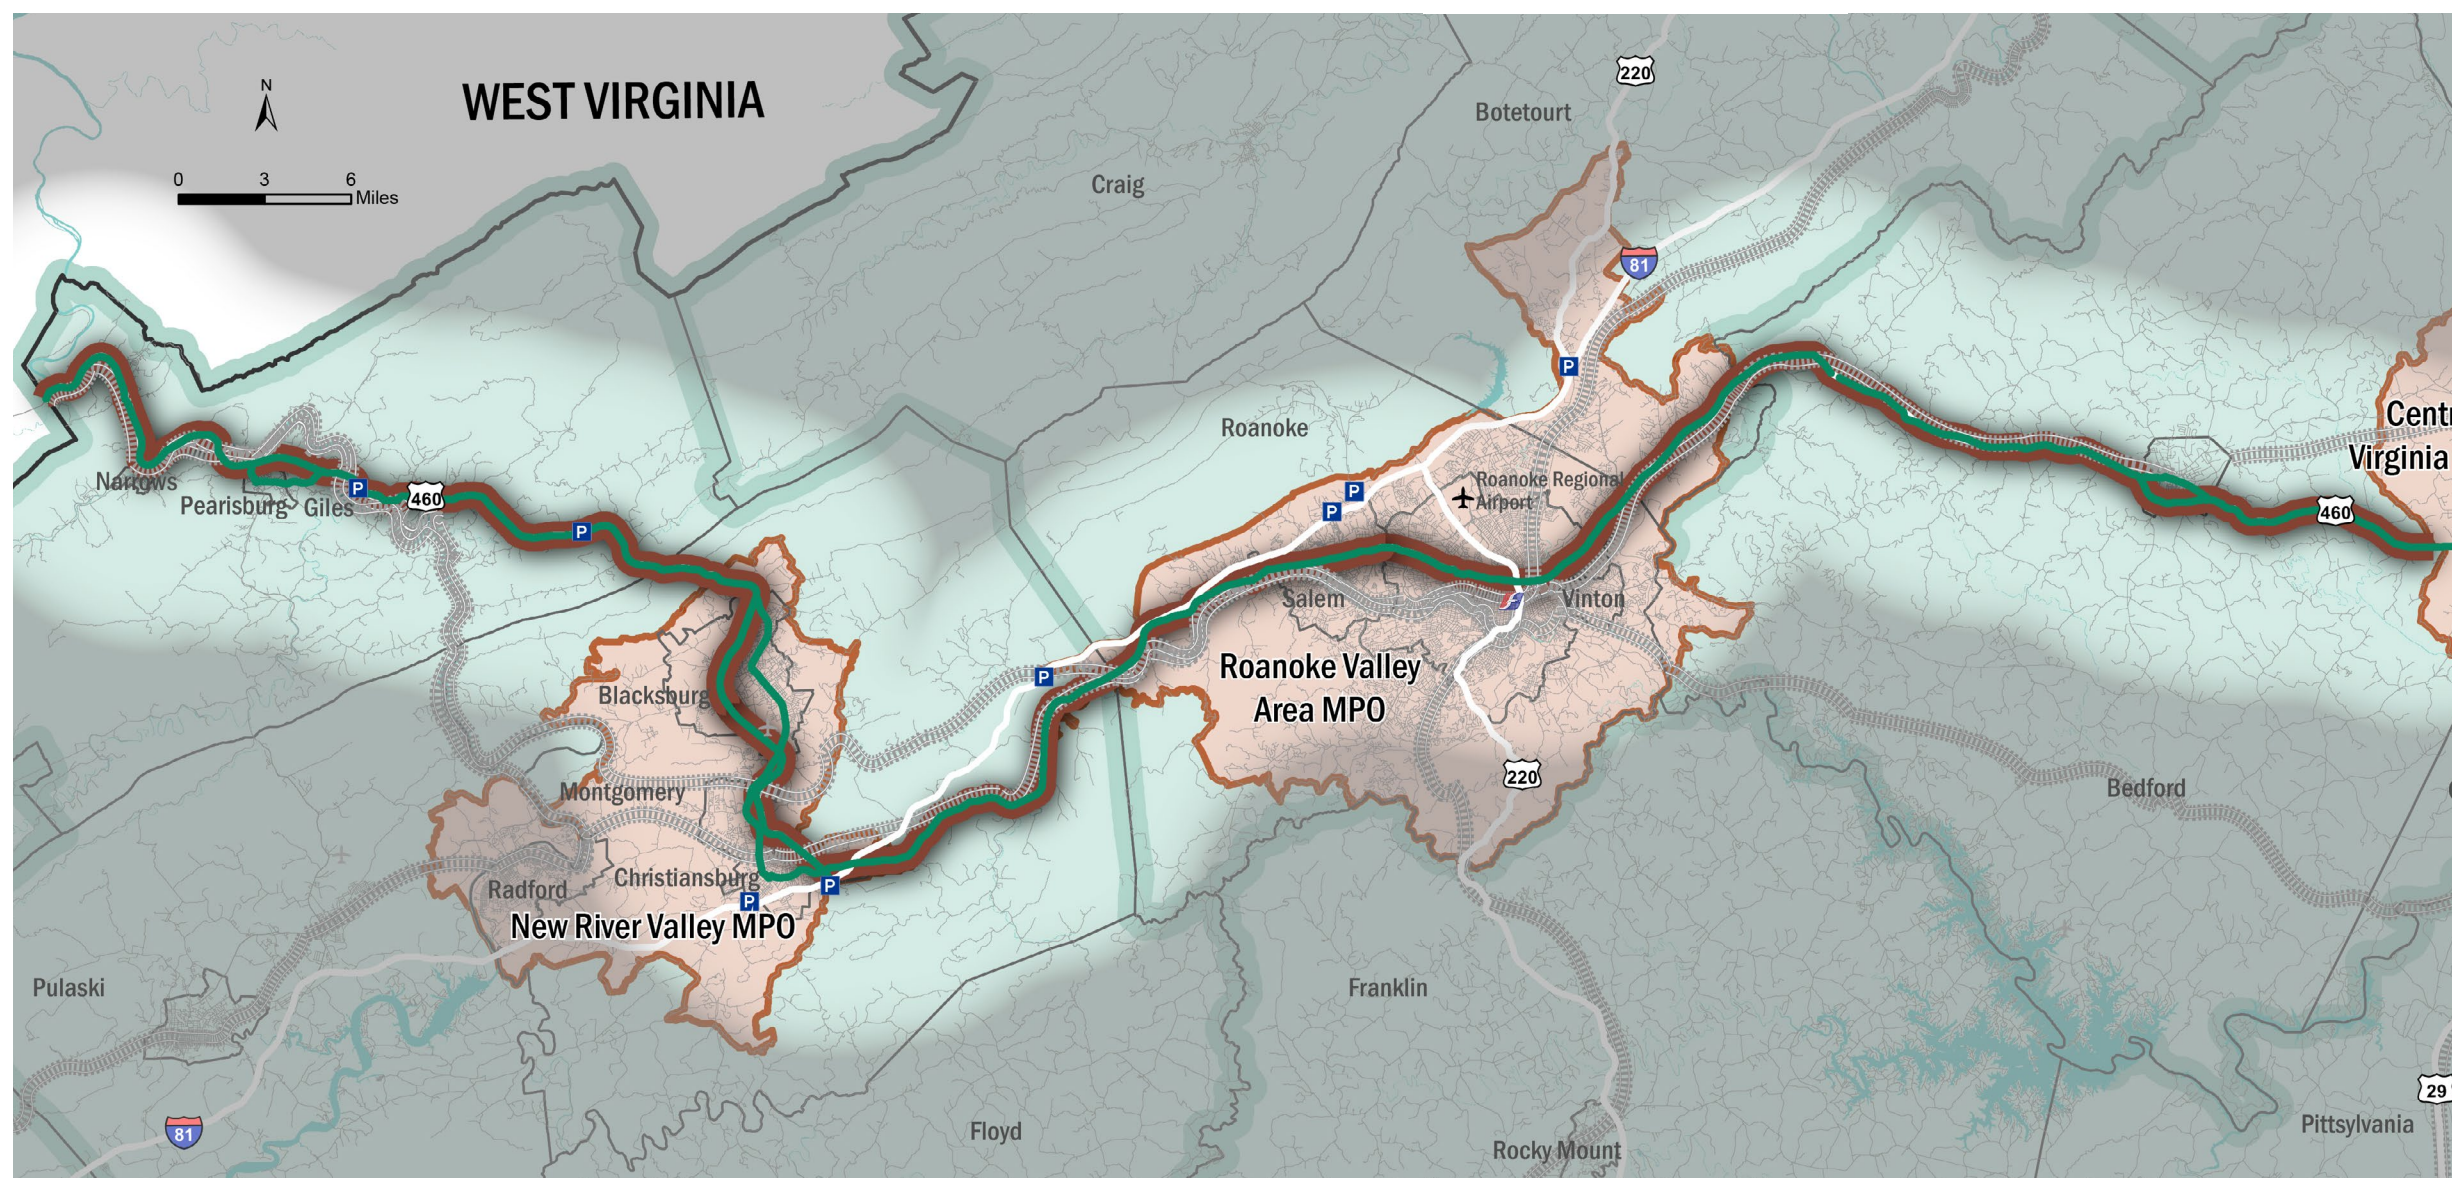 WEST VIRGINIA
N
0 3 6
Miles
220
Botetourt
Craig
81
Roanoke
Centr
Virginia
Narrows
Pearisburg
Giles
460
P
P
P
P
P
Roanoke Regional
Airport
460
Salem
Vinton
Roanoke Valley
Area MPO
P
Blacksburg
Montgomery
220
Bedford
Christiansburg
Radford
P
P
New River Valley MPO
Pulaski
Franklin
81
Floyd
Rocky Mount
29
Pittsylvania